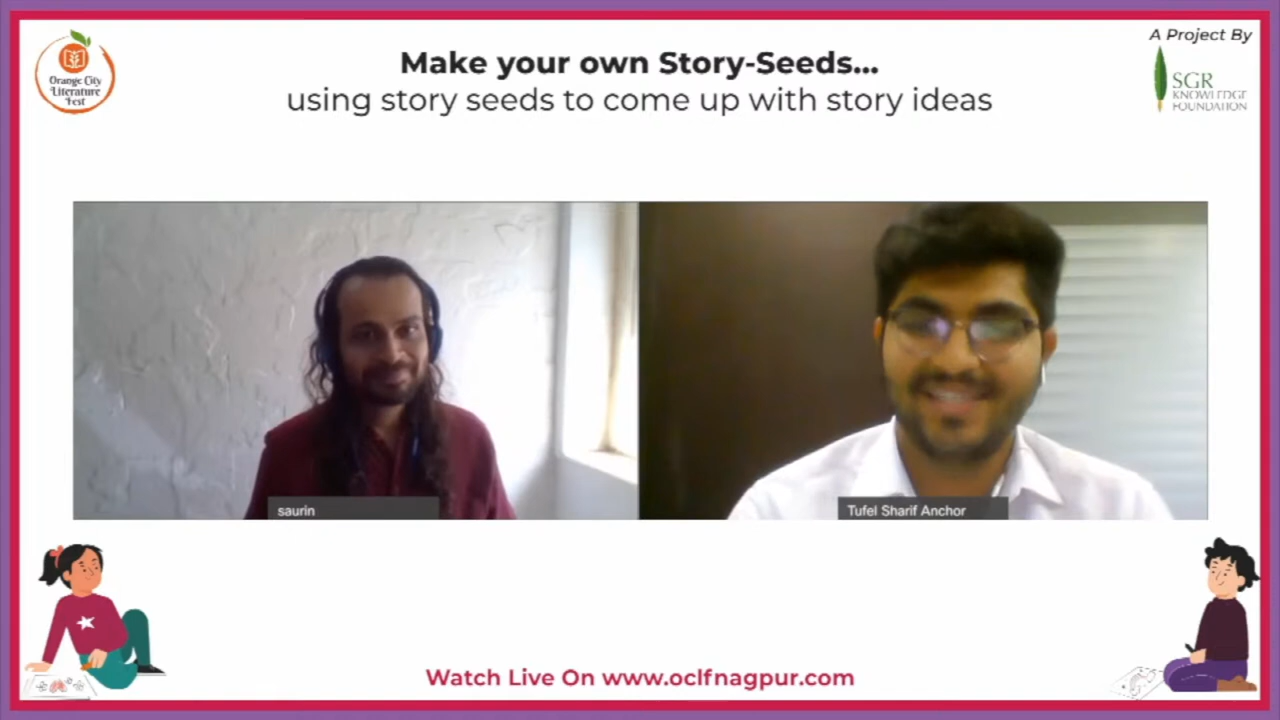 Orange City
Literature
Fest
Make your own Story-Seeds...
using story seeds to come up with story ideas
A Project By
SGR
KNOWLEDGE
FOUNDATION
saurin
Tufel Sharif Anchor
Watch Live On www.oclfnagpur.com